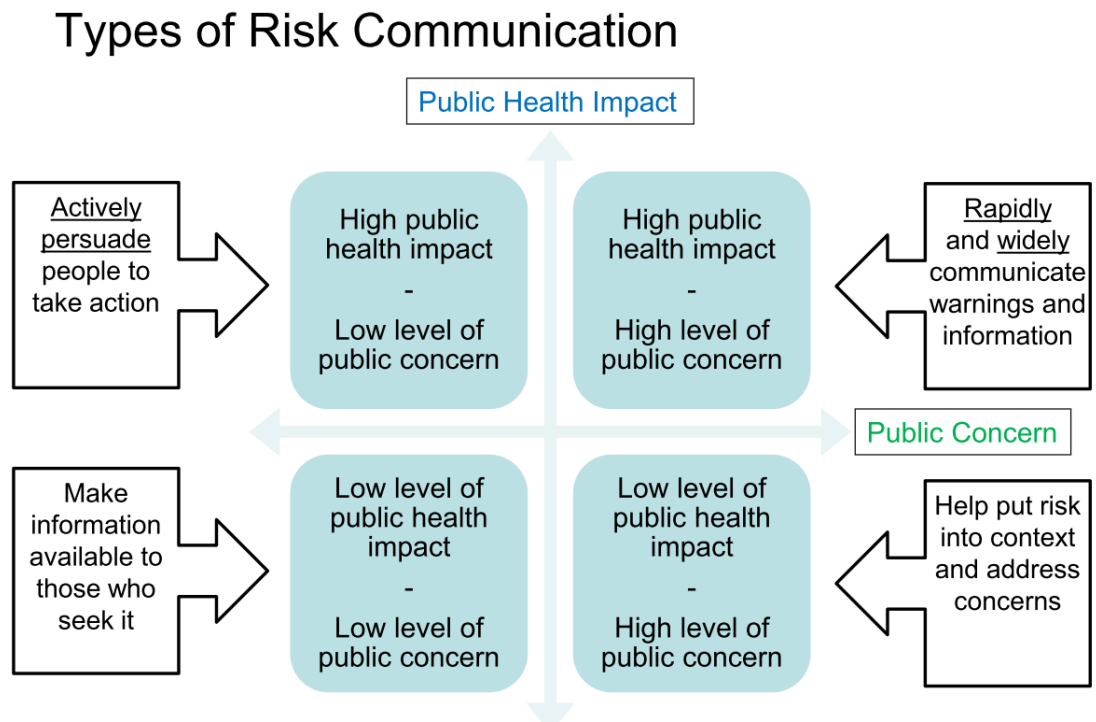 Types of Risk Communication
Public Health Impact
Actively
persuade
people to
take action
High public
health impact
-
Low level of
public concern
High public
health impact
-
High level of
public concern
Rapidly
and widely
communicate
warnings and
information
Public Concern
Make
information
available to
those who
seek it
Low level of
public health
impact
-
Low level of
public concern
Low level of
public health
impact
-
High level of
public concern
Help put risk
into context
and address
concerns